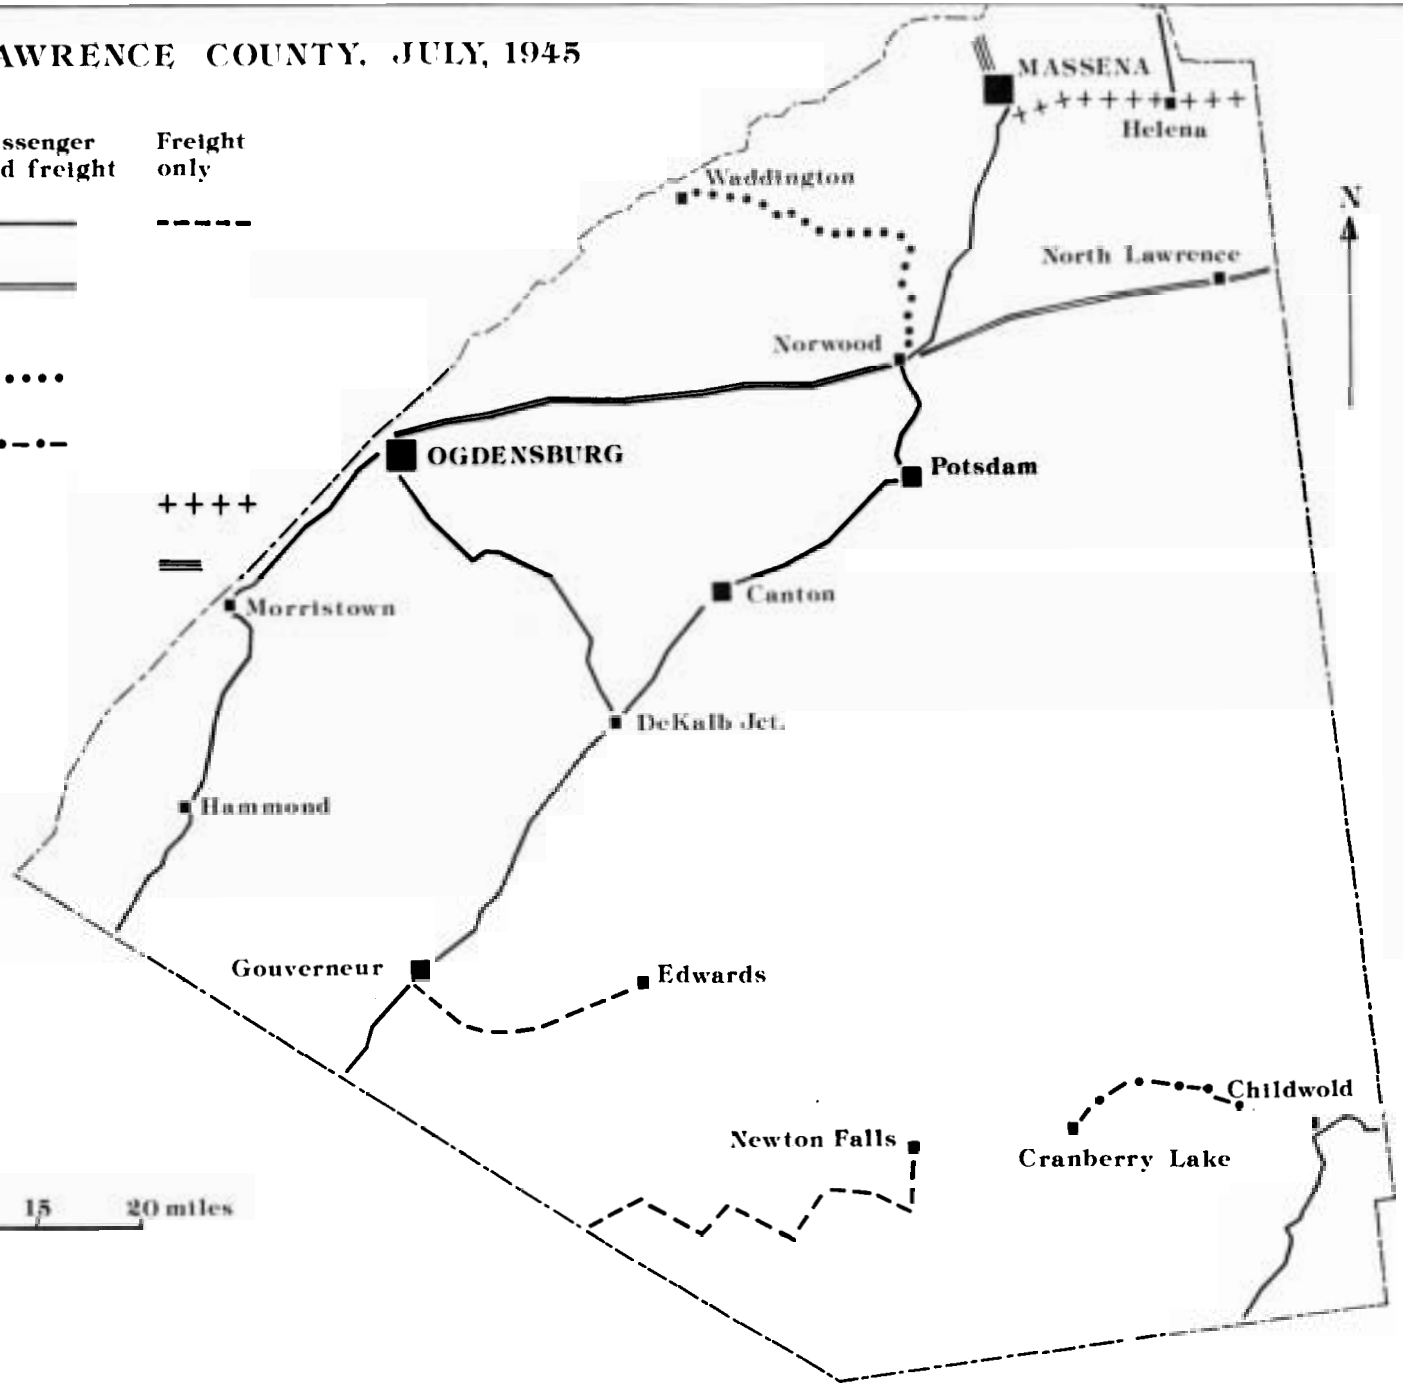 AWRENCE COUNTY. JULY, 1945
ssenger
d freight
Freight
only
MASSENA
Helena
Waddington
N
North Lawrence
Norwood
OGDENSBURG
Potsdam
Morristown
Canton
DeKalb Jct.
Hammond
Gouverneur
Edwards
Childwold
Newton Falls
Cranberry Lake
15
20 miles